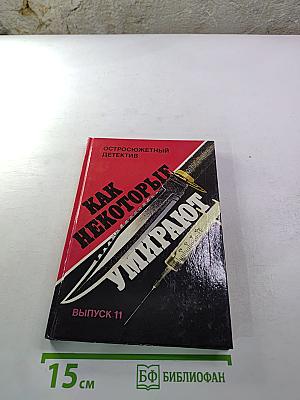 ОСТРОСЮЖЕТНЫЙ
ДЕТЕКТИВ
КАК
НЕКОТОРЫЕ
УМИРАЮТ
ВЫПУСК 11
15 см
БФ БИБЛИОФАН